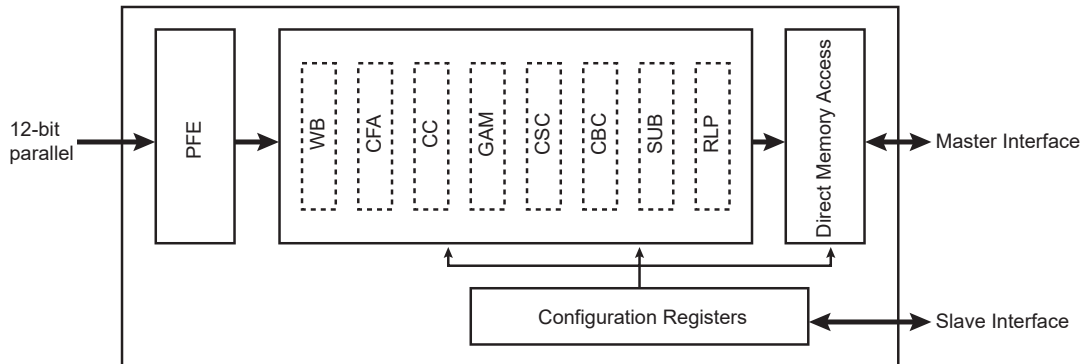 12-bit
parallel
PFE
WB
CFA
CC
GAM
CSC
CBC
SUB
RLP
Direct Memory Access
Master Interface
Configuration Registers
Slave Interface